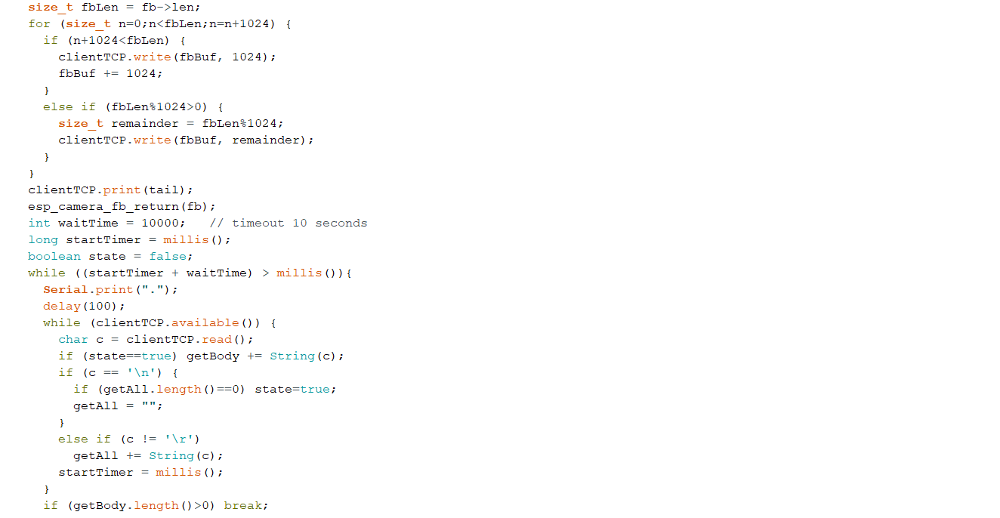 size_t fbLen = fb->len;
for (size_t n=0;n<fbLen;n=n+1024) {
if (n+1024<fbLen) {
clientTCP.write(fbBuf, 1024);
fbBuf += 1024;
}
else if (fbLen%1024>0) {
size_t remainder = fbLen%1024;
clientTCP.write(fbBuf, remainder);
}
}
clientTCP.print(tail);
esp_camera_fb_return(fb);
int waitTime = 10000;   // timeout 10 seconds
long startTimer = millis();
boolean state = false;
while ((startTimer + waitTime) > millis()){
Serial.print(".");
delay(100);
while (clientTCP.available()) {
char c = clientTCP.read();
if (state==true) getBody += String(c);
if (c == '\n') {
if (getAll.length()==0) state=true;
getAll = "";
}
else if (c != '\r')
getAll += String(c);
startTimer = millis();
}
if (getBody.length()>0) break;